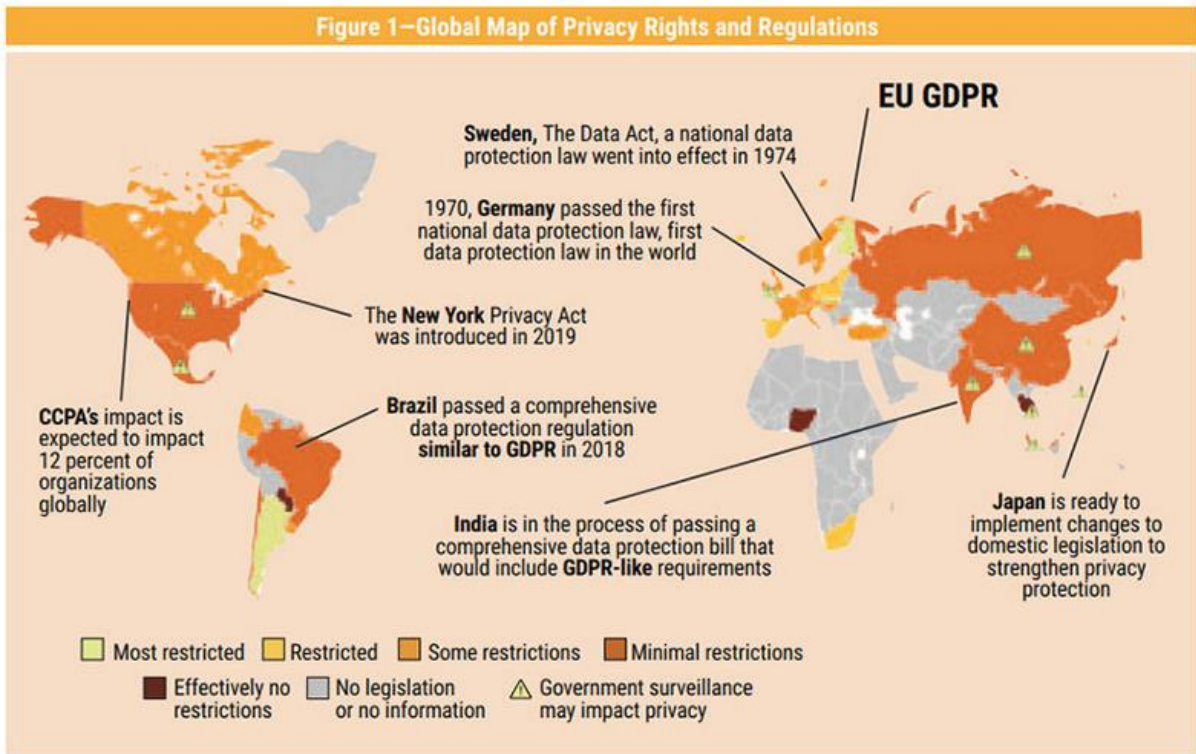 Figure 1—Global Map of Privacy Rights and Regulations
EU GDPR
Sweden, The Data Act, a national data
protection law went into effect in 1974
1970, Germany passed the first
national data protection law, first
data protection law in the world
The New York Privacy Act
was introduced in 2019
CCPA's impact is
expected to impact
12 percent of
organizations
globally
Brazil passed a comprehensive
data protection regulation
similar to GDPR in 2018
India is in the process of passing a
comprehensive data protection bill that
would include GDPR-like requirements
Japan is ready to
implement changes to
domestic legislation to
strengthen privacy
protection
Most restricted
Restricted
Some restrictions
Minimal restrictions
Effectively no
restrictions
No legislation
or no information
Government surveillance
may impact privacy